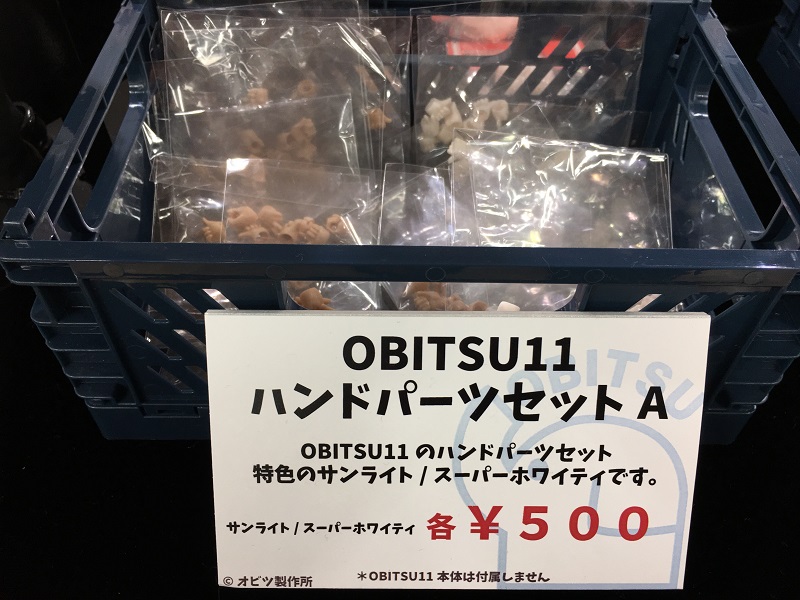 OBITSU11
ハンドパーツセット A
OBITSU11 のハンドパーツセット
特色のサンライト / スーパーホワイティです。
サンライト / スーパーホワイティ 各 ¥500
© オビツ製作所
*OBITSU11 本体は付属しません
OBITSU